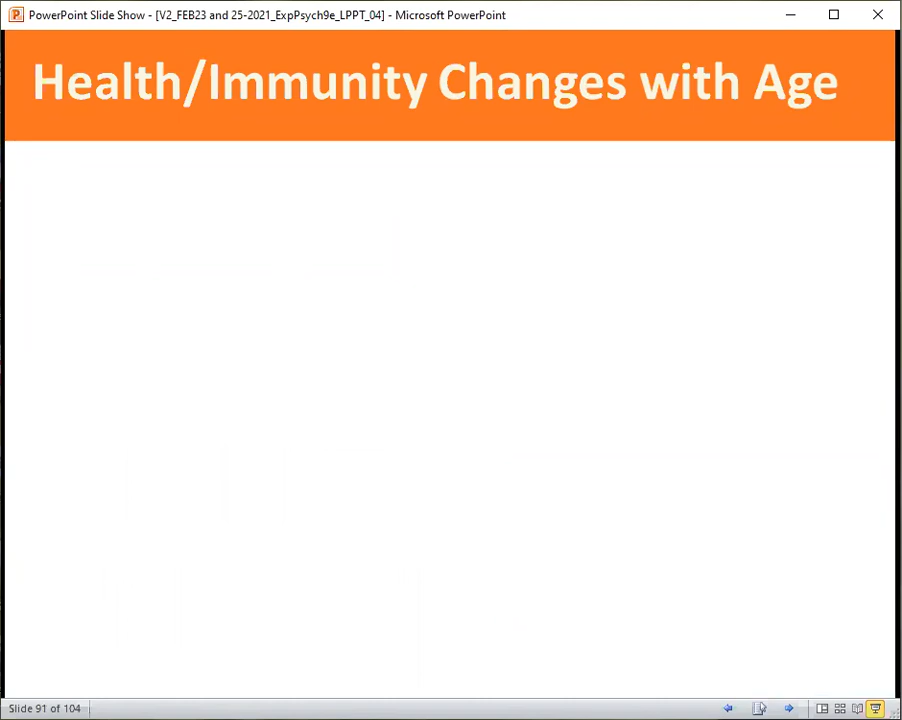 PowerPoint Slide Show - [V2_FEB23 and 25-2021_ExpPsych9e_LPPT_04] - Microsoft PowerPoint
Health/Immunity Changes with Age
Slide 91 of 104